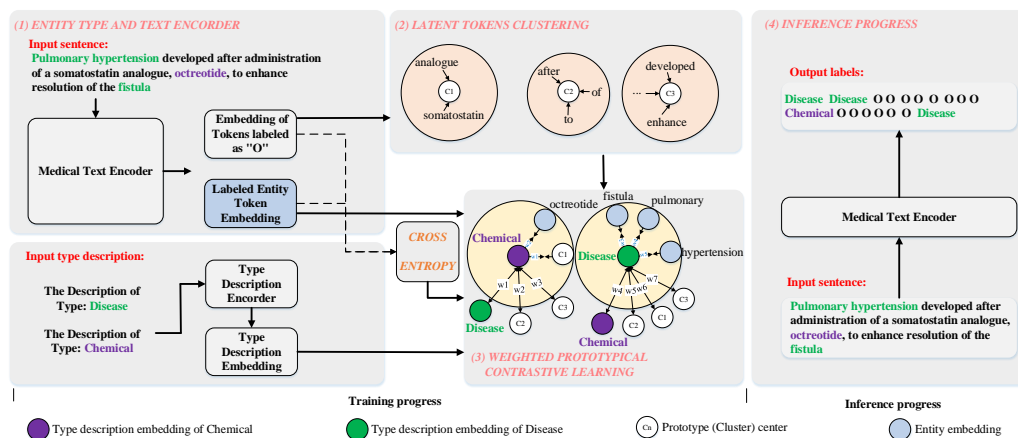 (1) ENTITY TYPE AND TEXT ENCORDER
Input sentence:
Pulmonary hypertension developed after administration
of a somatostatin analogue, octreotide, to enhance
resolution of the fistula
Medical Text Encoder
Embedding of
Tokens labeled
as "O"
Labeled Entity
Token
Embedding
Input type description:
The Description of
Type: Disease
The Description of
Type: Chemical
Type
Description
Encorder
Type
Description
Embedding
(2) LATENT TOKENS CLUSTERING
analogue
C1
somatostatin
after
C2
of
to
developed
...
C3
enhance
CROSS
ENTROPY
octreotide
Chemical
C1
w1
w2
w3
Disease
C2
C3
fistula
pulmonary
Disease
hypertension
w4
w5
w6
w7
Chemical
C2
C1
C3
(3) WEIGHTED PROTOTYPICAL
CONTRASTIVE LEARNING
(4) INFERENCE PROGRESS
Output labels:
Disease Disease O O O O O O O O
Chemical O O O O O O Disease
Medical Text Encoder
Input sentence:
Pulmonary hypertension developed after
administration of a somatostatin analogue,
octreotide, to enhance resolution of the
fistula
Training progress
Inference progress
Type description embedding of Chemical
Type description embedding of Disease
Cn
Prototype (Cluster) center
Entity embedding